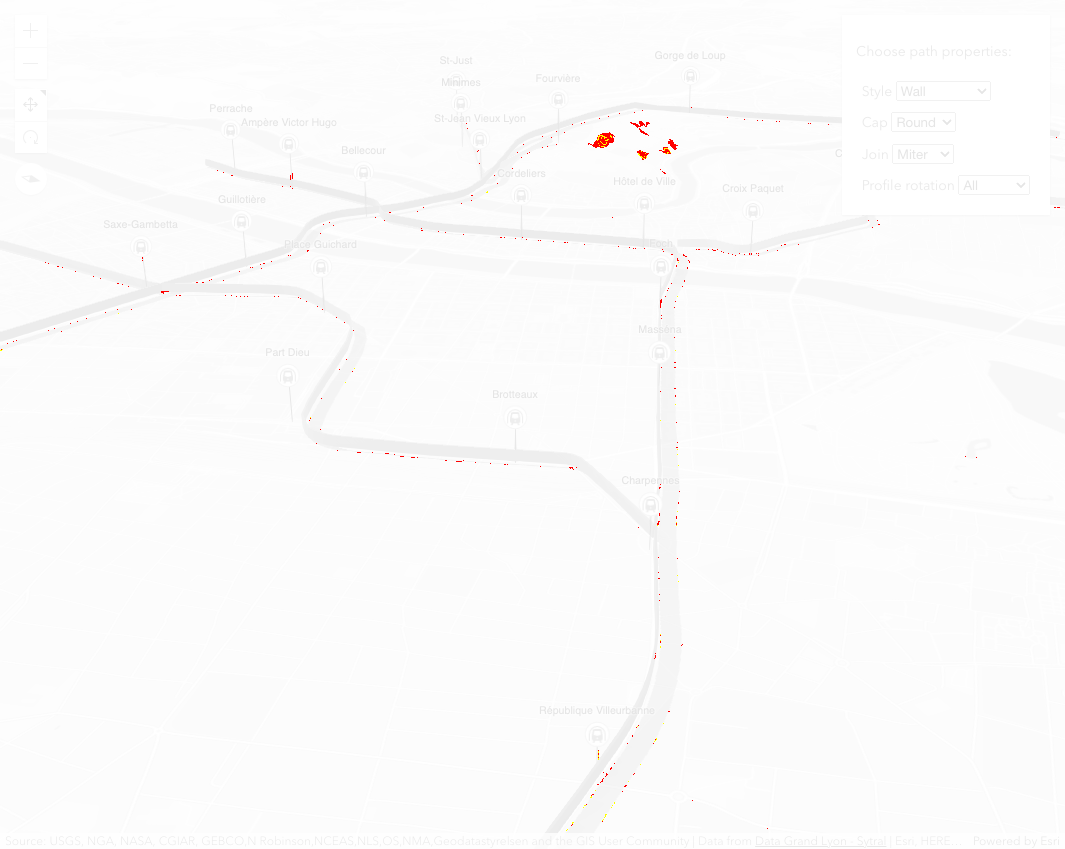 Choose path properties:
Style Wall
Cap Round
Join Miter
Profile rotation All
St-Just
Minimes
Fourvière
Gorge de Loup
Perrache
Ampère Victor Hugo
St-Jean Vieux Lyon
Bellecour
Cordeliers
Hôtel de Ville
Croix Paquet
Guillotière
Saxe-Gambetta
Place Guichard
Foch
Masséna
Part Dieu
Brotteaux
Charpennes
République Villeurbanne
Source: USGS, NGA, NASA, CGIAR, GEBCO,N Robinson,NCEAS,NLS,OS,NMA,Geodatastyrelsen and the GIS User Community | Data from Data Grand Lyon - Sytral | Esri, HERE... Powered by Esri